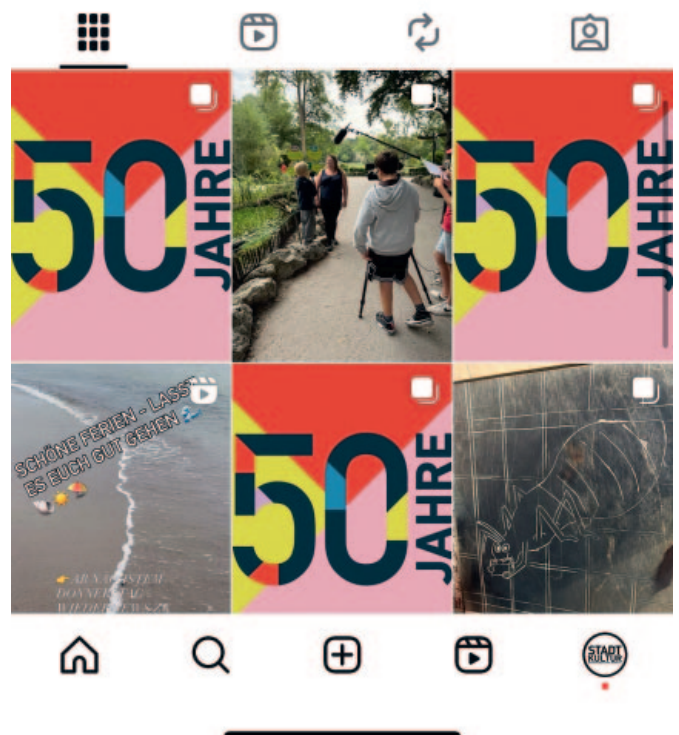 50
JAHRE
50
JAHRE
SCHÖNE FERIEN - LASST
ES EUCH GUT GEHEN
50
JAHRE
STADT
KULTUR